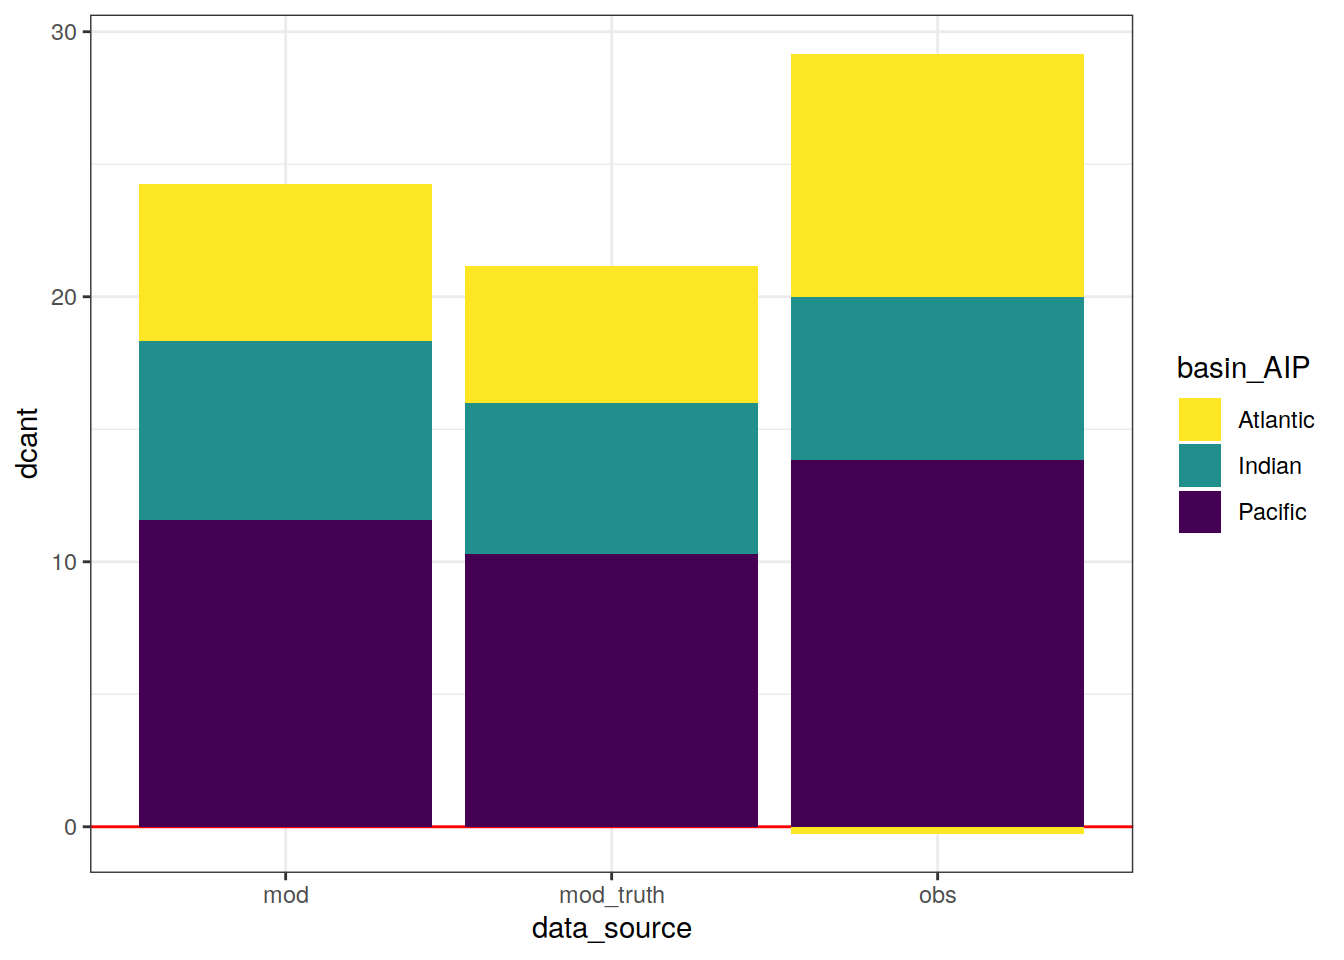 30
20
10
0
dcant
mod
mod_truth
obs
data_source
basin_AIP
Atlantic
Indian
Pacific